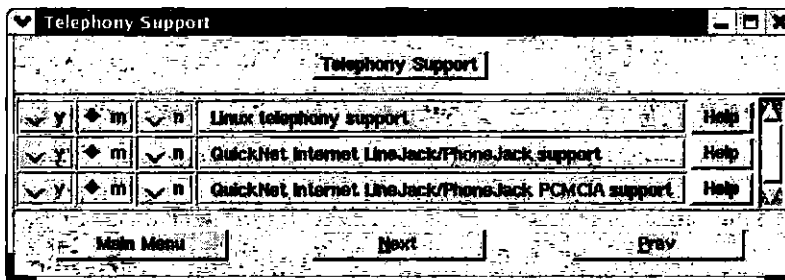 Telephony Support
Telephony Support
y m n Linux telephony support Help
y m n QuickNet Internet LineJack/PhoneJack support Help
y m n QuickNet Internet LineJack/PhoneJack PCMCIA support Help
Main Menu Next Prev